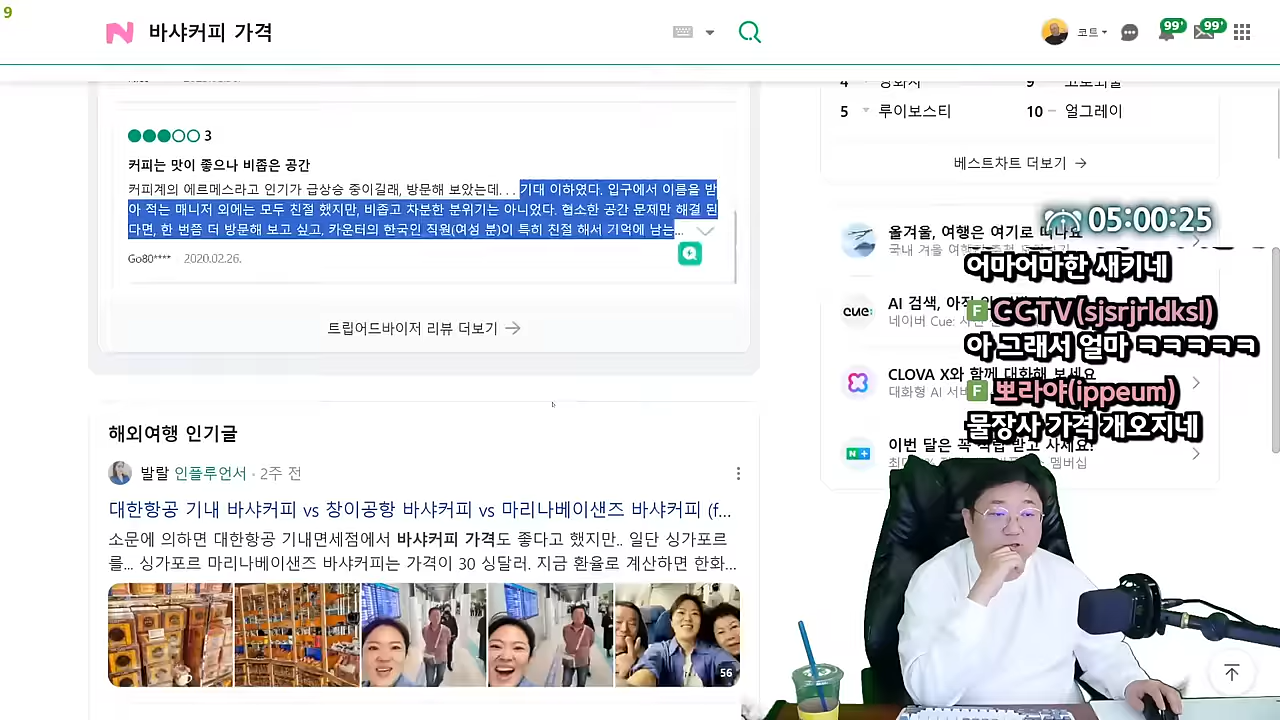 9
바샤커피 가격
코트
99+
99+
3
커피는 맛이 좋으나 비좁은 공간
커피계의 에르메스라고 인기가 급상승 중이길래, 방문해 보았는데. . . 기대 이하였다. 입구에서 이름을 받
아 적는 매니저 외에는 모두 친절 했지만, 비좁고 차분한 분위기는 아니었다. 협소한 공간 문제만 해결 된
다면, 한 번쯤 더 방문해 보고 싶고, 카운터의 한국인 직원(여섯 분)이 특히 친절 해서 기억에 남는...
Go80**** 2020.02.26.
트립어드바이저 리뷰 더보기
해외여행 인기글
발랄 인플루언서 · 2주 전
대한항공 기내 바샤커피 vs 창이공항 바샤커피 vs 마리나베이샌즈 바샤커피 (f...
소문에 의하면 대한항공 기내면세점에서 바샤커피 가격도 좋다고 했지만.. 일단 싱가포르
를... 싱가포르 마리나베이샌즈 바샤커피는 가격이 30 싱달러. 지금 환율로 계산하면 한화...
56
4
9
5 루이보스티
10 얼그레이
베스트차트 더보기
05:00:25
올겨울, 여행은 여기로 떠나요
국내 겨울
어마어마한 새키네
cue:
AI 검색,
네이버 Cue:
F CCTV(sjsrjrldksl)
아 그래서 얼마 ㅋㅋㅋㅋㅋ
CLOVA X와 함께 대화해 보세요
대화형 AI
F 뽀라야(ippeum)
물장사 가격 개오지네
N+
이번 달은 꼭 적립 받고 사세요!
멤버십